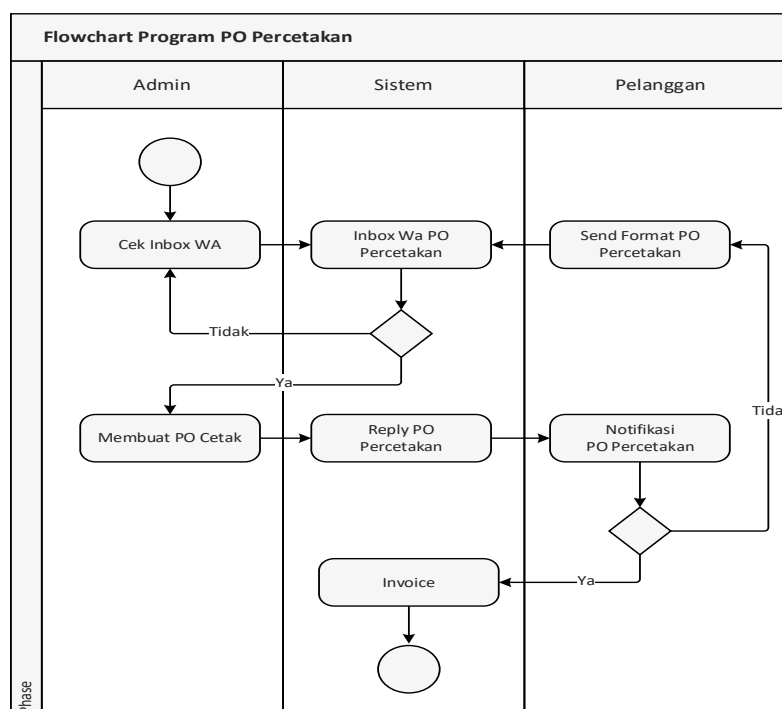 Flowchart Program PO Percetakan
Admin
Sistem
Pelanggan
Cek Inbox WA
Inbox Wa PO
Percetakan
Send Format PO
Percetakan
Tidak
Ya
Tida
Membuat PO Cetak
Reply PO
Percetakan
Notifikasi
PO Percetakan
Invoice
Ya
Phase